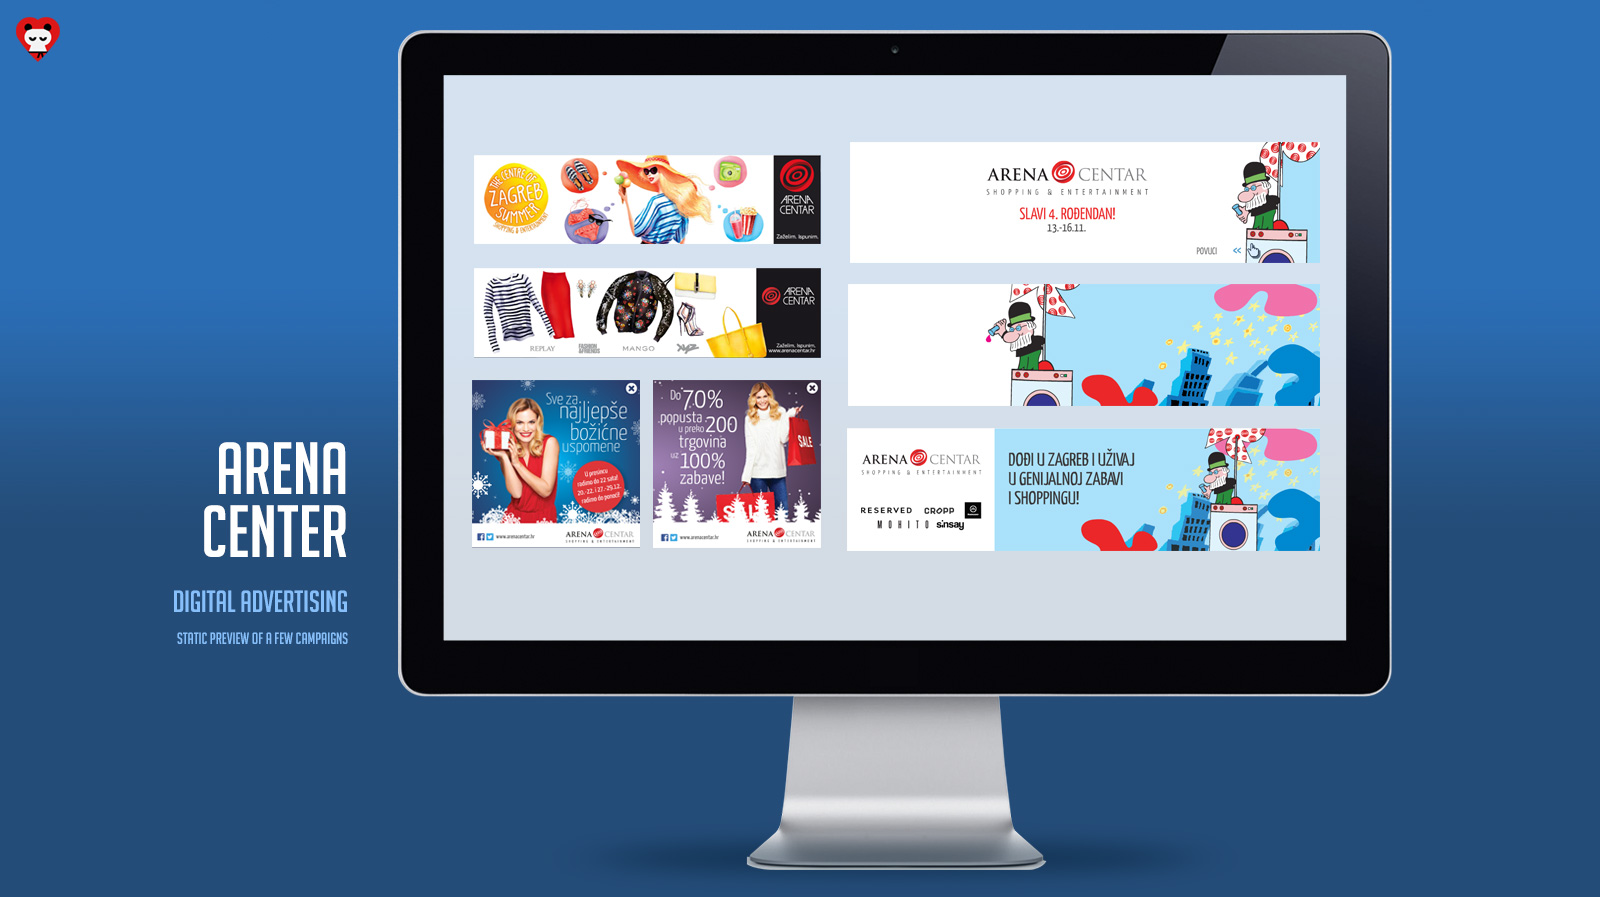 ARENA
CENTER
DIGITAL ADVERTISING
STATIC PREVIEW OF A FEW CAMPAIGNS
THE CENTRE OF
ZAGREB
SUMMER
SHOPPING & ENTERTAINMENT
ARENA
CENTAR
Zaželim. Ispunim.
REPLAY
FASHION
&FRIENDS
MANGO
XYZ
ARENA
CENTAR
Zaželim. Ispunim.
www.arenacentar.hr
Sve za
najljepše
božićne
uspomene
U prosincu
radimo do 22 sata!
20.-22. i 27.-29.12.
radimo do ponoći!
www.arenacentar.hr
ARENA CENTAR
SHOPPING & ENTERTAINMENT
Do 70%
popusta
u preko 200
trgovina
uz 100%
zabave!
SALE
SALE
www.arenacentar.hr
ARENA CENTAR
SHOPPING & ENTERTAINMENT
ARENA CENTAR
SHOPPING & ENTERTAINMENT
SLAVI 4. ROĐENDAN!
13.-16.11.
POVUCI <<
ARENA CENTAR
SHOPPING & ENTERTAINMENT
RESERVED CROPP
MOHITO sinsay
DOĐI U ZAGREB I UŽIVAJ
U GENIJALNOJ ZABAVI
I SHOPPINGU!